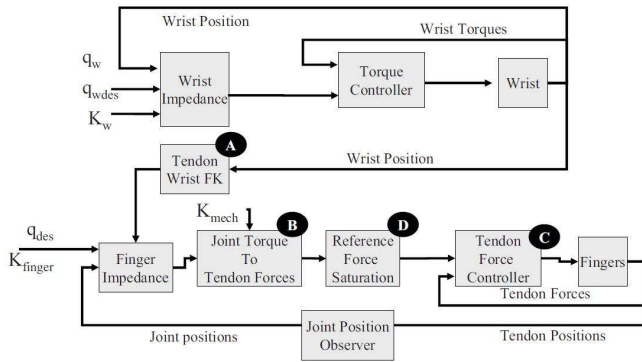 Wrist Position
Wrist Torques
q_w
q_wdes
K_w
Wrist
Impedance
Torque
Controller
Wrist
A
Tendon
Wrist FK
Wrist Position
K_mech
q_des
K_finger
Finger
Impedance
B
Joint Torque
To
Tendon Forces
D
Reference
Force
Saturation
C
Tendon
Force
Controller
Fingers
Tendon Forces
Joint positions
Joint Position
Observer
Tendon Positions